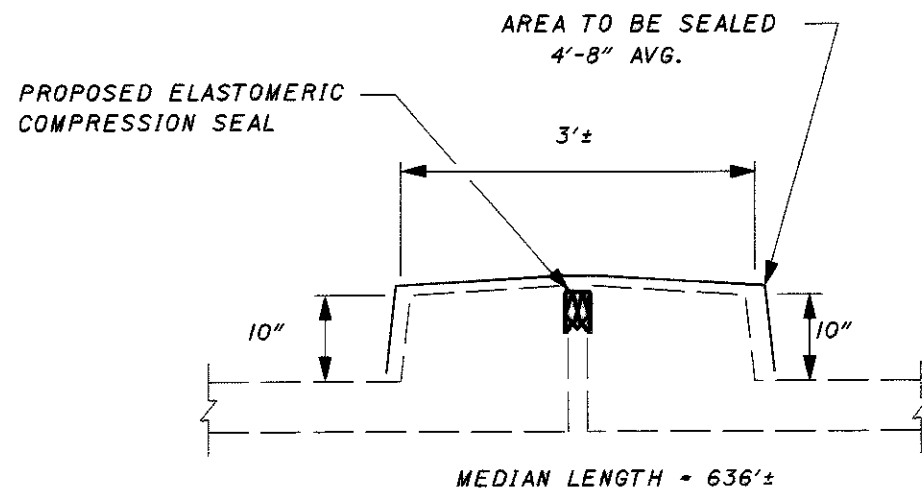 AREA TO BE SEALED
4'-8" AVG.
PROPOSED ELASTOMERIC
COMPRESSION SEAL
3'±
10"
10"
MEDIAN LENGTH = 636'±